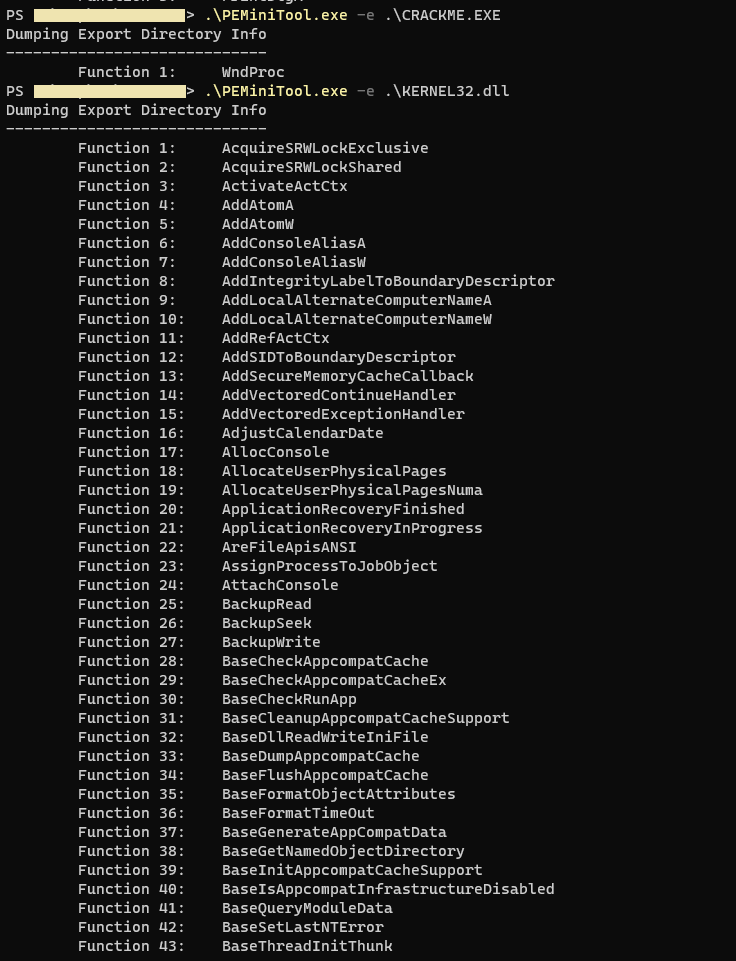 PS > .\PEMiniTool.exe -e .\CRACKME.EXE
Dumping Export Directory Info
-----------------------------
Function 1: WndProc
PS > .\PEMiniTool.exe -e .\KERNEL32.dll
Dumping Export Directory Info
-----------------------------
Function 1: AcquireSRWLockExclusive
Function 2: AcquireSRWLockShared
Function 3: ActivateActCtx
Function 4: AddAtomA
Function 5: AddAtomW
Function 6: AddConsoleAliasA
Function 7: AddConsoleAliasW
Function 8: AddIntegrityLabelToBoundaryDescriptor
Function 9: AddLocalAlternateComputerNameA
Function 10: AddLocalAlternateComputerNameW
Function 11: AddRefActCtx
Function 12: AddSIDToBoundaryDescriptor
Function 13: AddSecureMemoryCacheCallback
Function 14: AddVectoredContinueHandler
Function 15: AddVectoredExceptionHandler
Function 16: AdjustCalendarDate
Function 17: AllocConsole
Function 18: AllocateUserPhysicalPages
Function 19: AllocateUserPhysicalPagesNuma
Function 20: ApplicationRecoveryFinished
Function 21: ApplicationRecoveryInProgress
Function 22: AreFileApisANSI
Function 23: AssignProcessToJobObject
Function 24: AttachConsole
Function 25: BackupRead
Function 26: BackupSeek
Function 27: BackupWrite
Function 28: BaseCheckAppcompatCache
Function 29: BaseCheckAppcompatCacheEx
Function 30: BaseCheckRunApp
Function 31: BaseCleanupAppcompatCacheSupport
Function 32: BaseDllReadWriteIniFile
Function 33: BaseDumpAppcompatCache
Function 34: BaseFlushAppcompatCache
Function 35: BaseFormatObjectAttributes
Function 36: BaseFormatTimeOut
Function 37: BaseGenerateAppCompatData
Function 38: BaseGetNamedObjectDirectory
Function 39: BaseInitAppcompatCacheSupport
Function 40: BaseIsAppcompatInfrastructureDisabled
Function 41: BaseQueryModuleData
Function 42: BaseSetLastNTError
Function 43: BaseThreadInitThunk